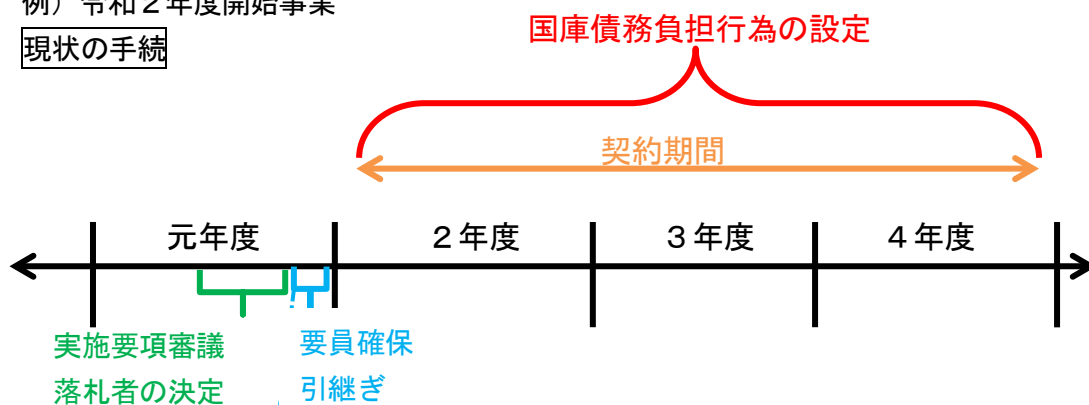 例）令和２年度開始事業
現状の手続
国庫債務負担行為の設定
契約期間
元年度
２年度
３年度
４年度
実施要項審議
落札者の決定
要員確保
引継ぎ